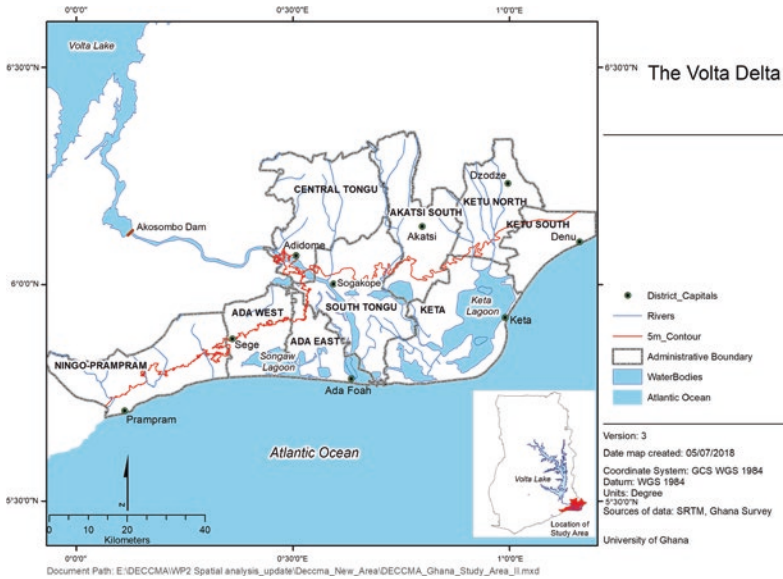 0°0'0"
0°30'0"E
1°0'0"E
Volta Lake
6°30'0"N
6°30'0"N
The Volta Delta
Dzodze
CENTRAL TONGU
KETU NORTH
AKATSI SOUTH
KETU SOUTH
Akosombo Dam
Akatsi
Denu
Adidome
6°0'0"N
6°0'0"N
Sogakope
District_Capitals
Keta Lagoon
ADA WEST
SOUTH TONGU
KETA
Rivers
Keta
5m_Contour
Sege
ADA EAST
Administrative Boundary
NINGO-PRAMPRAM
Songaw
Lagoon
WaterBodies
Ada Foah
Atlantic Ocean
Prampram
Version: 3
Atlantic Ocean
Date map created: 05/07/2018
Coordinate System: GCS WGS 1984
Volta Lake
Datum: WGS 1984
Units: Degree
5°30'0"N
5°30'0"N
Sources of data: SRTM, Ghana Survey
N
0 10 20 40
Kilometers
Location of
Study Area
University of Ghana
0°0'0"
0°30'0"E
1°0'0"E
Document Path: E:\DECCMA\WP2 Spatial analysis_update\Deccma_New_Area\DECCMA_Ghana_Study_Area_II.mxd